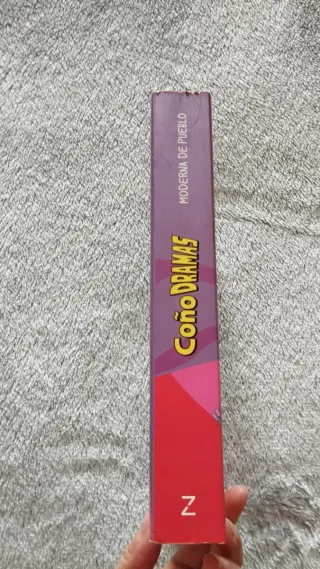 MODERNA DE PUEBLO
Coño DRAMAS
Z